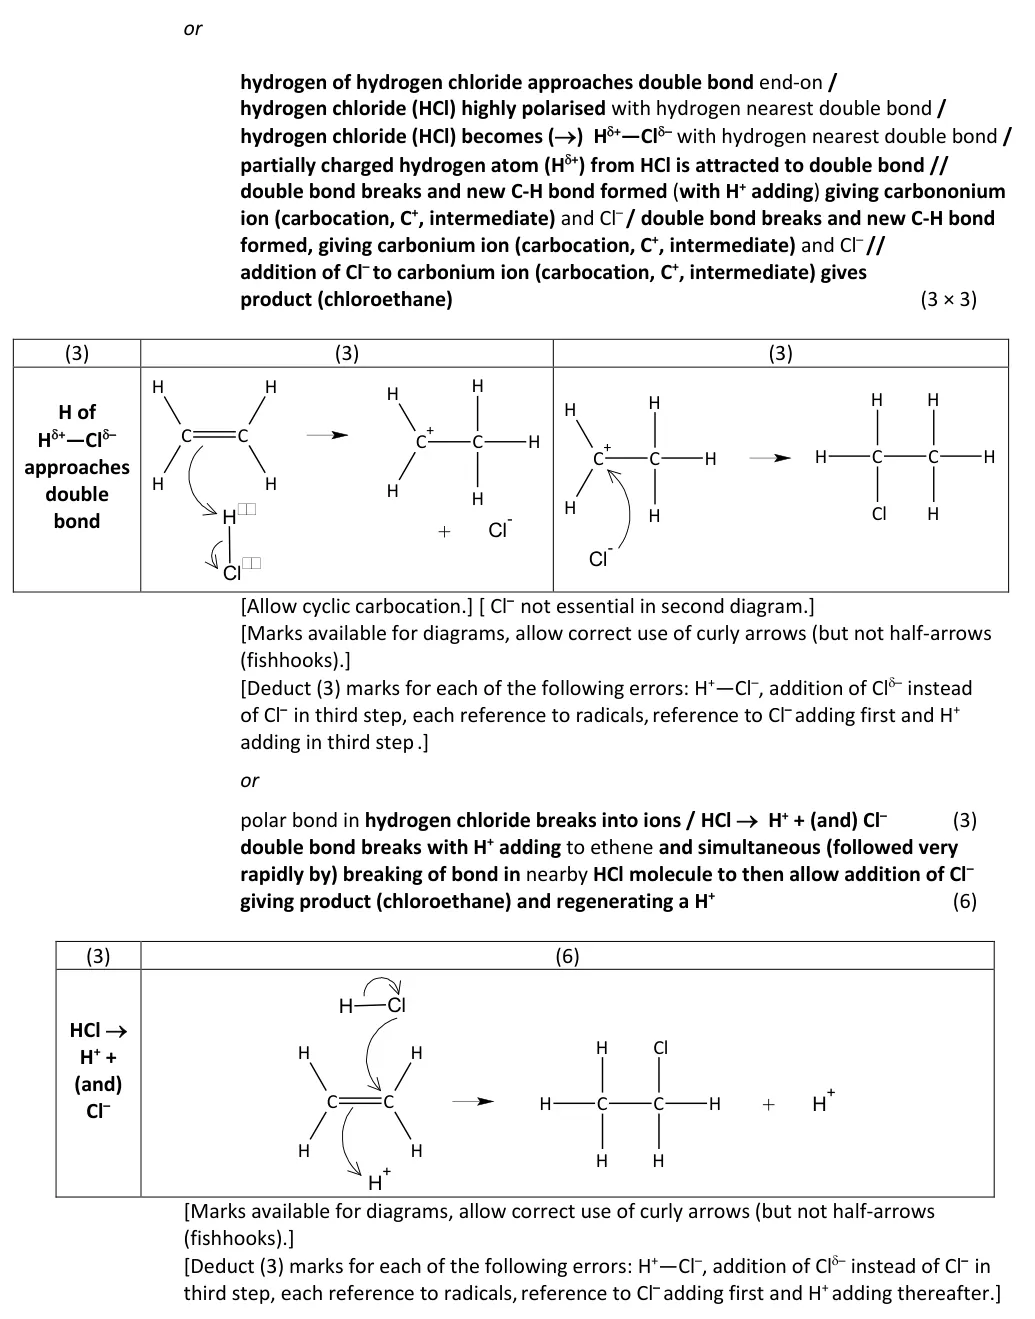 or
hydrogen of hydrogen chloride approaches double bond end-on /
hydrogen chloride (HCl) highly polarised with hydrogen nearest double bond /
hydrogen chloride (HCl) becomes (→) Hδ+—Clδ– with hydrogen nearest double bond /
partially charged hydrogen atom (Hδ+) from HCl is attracted to double bond //
double bond breaks and new C-H bond formed (with H+ adding) giving carbononium
ion (carbocation, C+, intermediate) and Cl– / double bond breaks and new C-H bond
formed, giving carbonium ion (carbocation, C+, intermediate) and Cl– //
addition of Cl– to carbonium ion (carbocation, C+, intermediate) gives
product (chloroethane) (3 × 3)
(3) (3) (3)
H of
Hδ+—Clδ–
approaches
double
bond
H H
C C
H H
H
Cl
H H
C+ C H
H H
+ Cl-
H H
C+ C H
H H
Cl-
H H
H C C H
Cl H
[Allow cyclic carbocation.] [ Cl– not essential in second diagram.]
[Marks available for diagrams, allow correct use of curly arrows (but not half-arrows
(fishhooks).]
[Deduct (3) marks for each of the following errors: H+—Cl–, addition of Clδ– instead
of Cl– in third step, each reference to radicals, reference to Cl– adding first and H+
adding in third step .]
or
polar bond in hydrogen chloride breaks into ions / HCl → H+ + (and) Cl– (3)
double bond breaks with H+ adding to ethene and simultaneous (followed very
rapidly by) breaking of bond in nearby HCl molecule to then allow addition of Cl–
giving product (chloroethane) and regenerating a H+ (6)
(3) (6)
HCl →
H+ +
(and)
Cl–
H Cl
H H
C C
H H
H+
H Cl
H C C H + H+
H H
[Marks available for diagrams, allow correct use of curly arrows (but not half-arrows
(fishhooks).]
[Deduct (3) marks for each of the following errors: H+—Cl–, addition of Clδ– instead of Cl– in
third step, each reference to radicals, reference to Cl– adding first and H+ adding thereafter.]